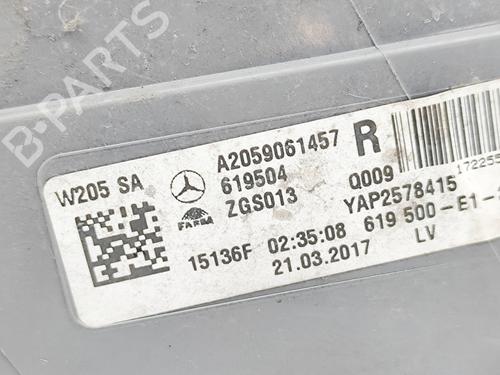 B-PARTS
W205 SA
A2059061457
R
619504
Q009
ZGS013
YAP2578415
15136F 02:35:08 619 500-E1-
21.03.2017 LV